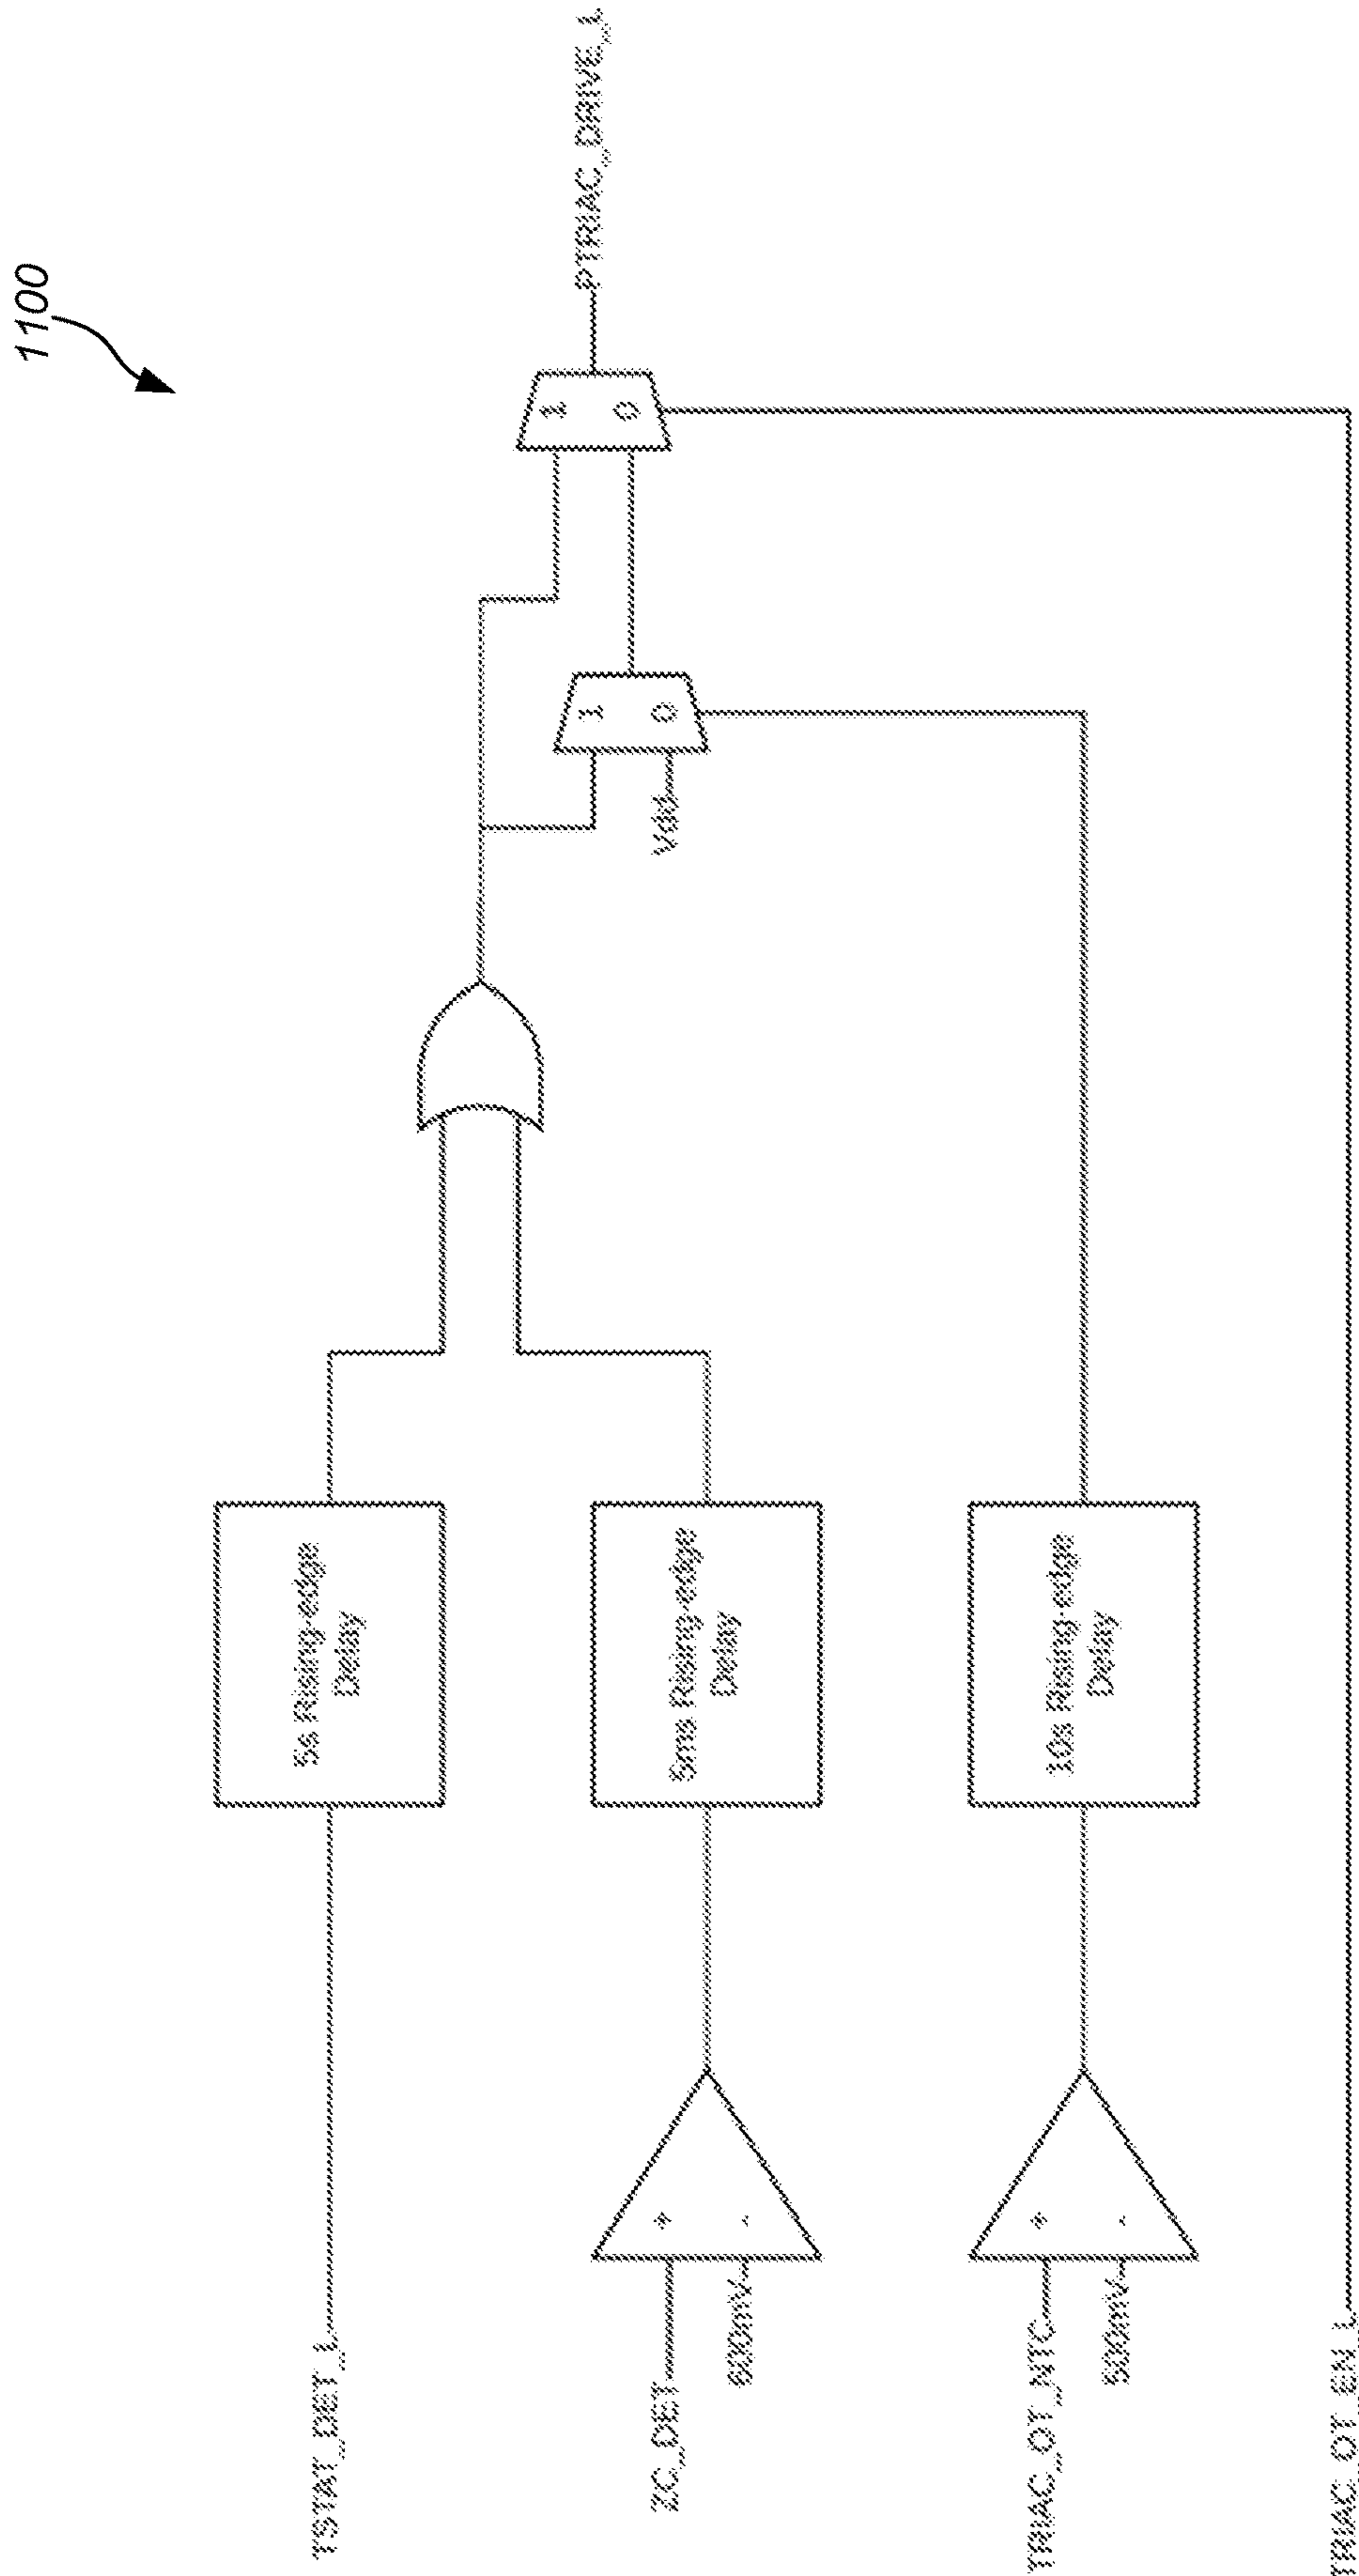 1100
TSTAT_DET_L
5s Rising-edge
Delay
ZC_DET
600mV
+
-
5ms Rising-edge
Delay
TRIAC_OT_NTC
500mV
+
-
10s Rising-edge
Delay
TRIAC_OT_EN_L
Vdd
1
0
1
0
PTRIAC_DRIVE_L